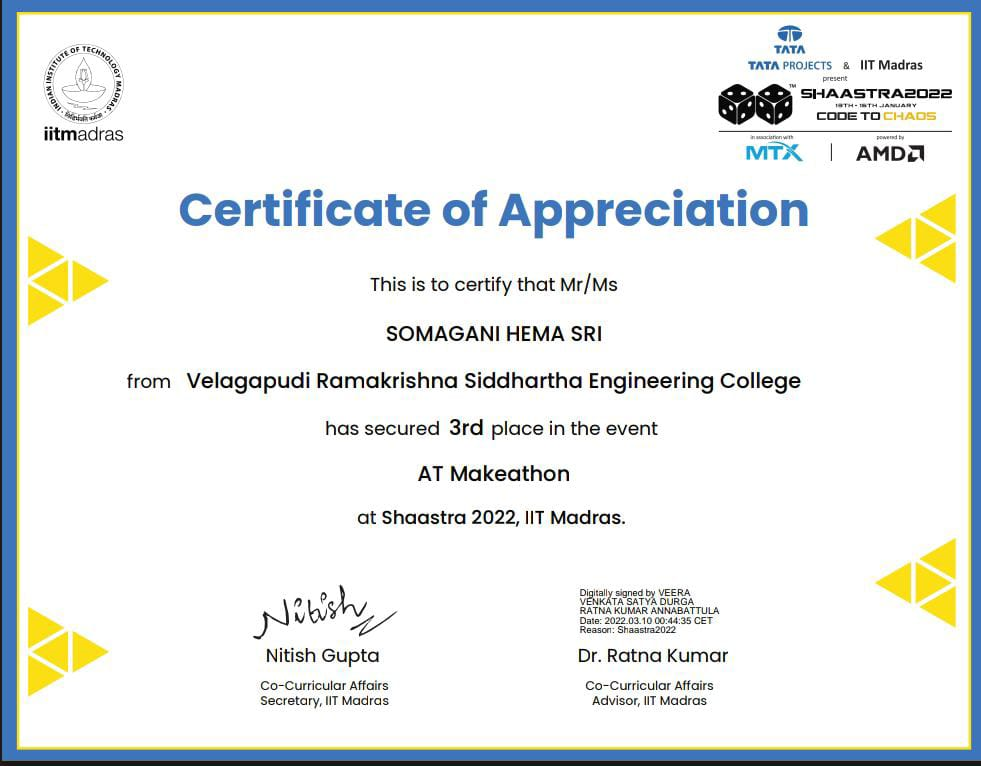 INDIAN INSTITUTE OF TECHNOLOGY MADRAS
iitmadras
TATA
TATA PROJECTS & IIT Madras
present
SHAASTRA2022
TM
13TH - 16TH JANUARY
CODE TO CHAOS
in association with
MTX
powered by
AMD
Certificate of Appreciation
This is to certify that Mr/Ms
SOMAGANI HEMA SRI
from Velagapudi Ramakrishna Siddhartha Engineering College
has secured 3rd place in the event
AT Makeathon
at Shaastra 2022, IIT Madras.
Nitish
Nitish Gupta
Co-Curricular Affairs
Secretary, IIT Madras
Digitally signed by VEERA
VENKATA SATYA DURGA
RATNA KUMAR ANNABATTULA
Date: 2022.03.10 00:44:35 CET
Reason: Shaastra2022
Dr. Ratna Kumar
Co-Curricular Affairs
Advisor, IIT Madras